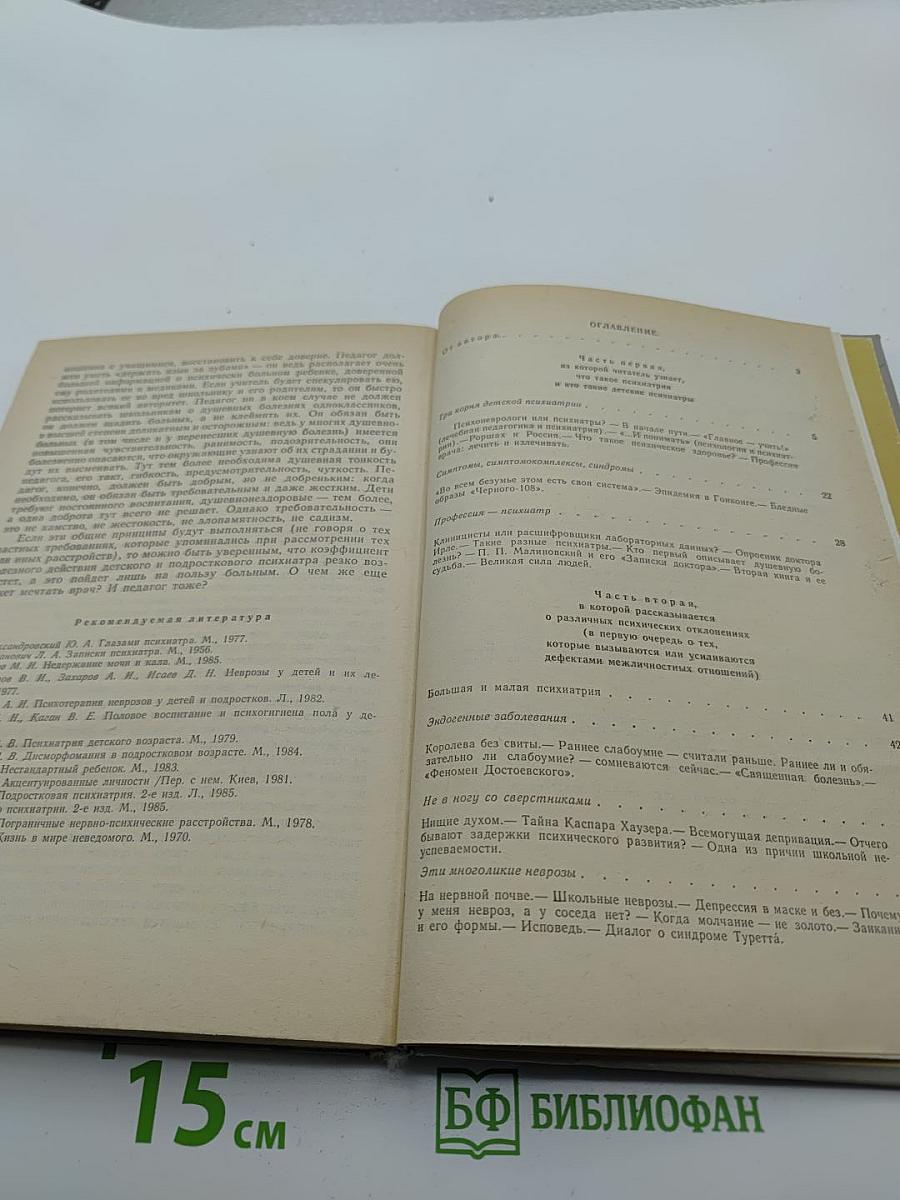 мощения с учащимися, восстановить к себе доверие. Педагог дол-
жен уметь «держать язык за зубами» — он ведь располагает очень
большой информацией о психически больном ребенке, доверенной
ему родителями и медиками. Если учитель будет спекулировать ею,
использовать ее во вред школьнику и его родителям, то он быстро
потеряет всякий авторитет. Педагог ни в коем случае не должен
рассказывать школьникам о душевных болезнях одноклассников,
он должен щадить больных, а не клеймить их. Он обязан быть
в высшей степени деликатным и осторожным: ведь у многих душевно-
больных (в том числе и у перенесших душевную болезнь) имеется
повышенная чувствительность, ранимость, подозрительность, они
болезненно опасаются, что окружающие узнают об их страдании и бу-
дут их высмеивать. Тут тем более необходима душевная тонкость
педагога, его такт, гибкость, предусмотрительность, чуткость. Пе-
дагог, конечно, должен быть добрым, но не добреньким: когда
необходимо, он обязан быть требовательным и даже жестким. Дети
требуют постоянного воспитания, душевнонездоровые — тем более,
а одна доброта тут всего не решает. Однако требовательность —
это не хамство, не жестокость, не злопамятность, не садизм.
Если эти общие принципы будут выполняться (не говоря о тех
частных требованиях, которые упоминались при рассмотрении тех
или иных расстройств), то можно быть уверенным, что коэффициент
полезного действия детского и подросткового психиатра резко воз-
стет, а это пойдет лишь на пользу больным. О чем же еще
жет мечтать врач? И педагог тоже?
Рекомендуемая литература
ксандровский Ю. А. Глазами психиатра. М., 1977.
анович Л. А. Записки психиатра. М., 1956.
ов М. И. Недержание мочи и кала. М., 1985.
ров В. И., Захаров А. И., Исаев Д. Н. Неврозы у детей и их ле-
1977.
А. И. Психотерапия неврозов у детей и подростков. Л., 1982.
. Н., Каган В. Е. Половое воспитание и психогигиена пола у де-
. В. Психиатрия детского возраста. М., 1979.
. В. Дисморфомания в подростковом возрасте. М., 1984.
Нестандартный ребенок. М., 1983.
Акцентуированные личности /Пер. с нем. Киев, 1981.
Подростковая психиатрия. 2-е изд. Л., 1985.
о психиатрии. 2-е изд. М., 1985.
Пограничные нервно-психические расстройства. М., 1978.
Жизнь в мире неведомого. М., 1970.
ОГЛАВЛЕНИЕ
От автора . . . . . . . . . . 3
Часть первая,
из которой читатель узнает,
что такое психиатрия
и кто такие детские психиатры
Три корня детской психиатрии . . . . . . . . . . 5
Психоневрологи или психиатры? — В начале пути.— «Главное — учить!»
(лечебная педагогика и психиатрия).— «...И понимать» (психология и психиат-
рия).— Роршах и Россия.— Что такое психическое здоровье? — Профессия
врача: лечить и излечивать.
Симптомы, симптомокомплексы, синдромы . . . . . . . . . . 22
«Во всем безумье этом есть своя система».— Эпидемия в Гонконге.— Бледные
образы «Черного-108».
Профессия — психиатр . . . . . . . . . . 28
Клиницисты или расшифровщики лабораторных данных? — Опросник доктора
Ирле.— Такие разные психиатры.— Кто первый описывает душевную бо-
лезнь? — П. П. Малиновский и его «Записки доктора».— Вторая книга и ее
судьба.— Великая сила людей.
Часть вторая,
в которой рассказывается
о различных психических отклонениях
(в первую очередь о тех,
которые вызываются или усиливаются
дефектами межличностных отношений)
Большая и малая психиатрия . . . . . . . . . . 41
Эндогенные заболевания . . . . . . . . . . 42
Королева без свиты.— Раннее слабоумие — считали раньше. Раннее ли и обя-
зательно ли слабоумие? — сомневаются сейчас.— «Священная болезнь».—
«Феномен Достоевского».
Не в ногу со сверстниками . . . . . . . . . .
Нищие духом.— Тайна Каспара Хаузера.— Всемогущая депривация.— Отчего
бывают задержки психического развития? — Одна из причин школьной не-
успеваемости.
Эти многоликие неврозы . . . . . . . . . .
На нервной почве.— Школьные неврозы.— Депрессия в маске и без.— Почему
у меня невроз, а у соседа нет? — Когда молчание — не золото.— Заикани
и его формы.— Исповедь.— Диалог о синдроме Туретта́.
15 см
БФ БИБЛИОФАН